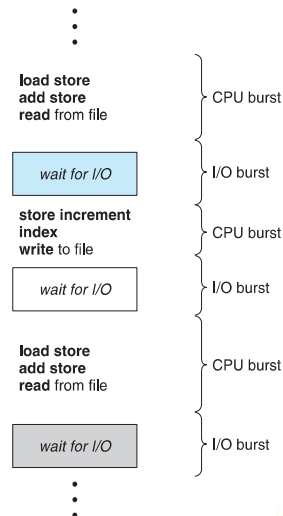 load store
add store
read from file
CPU burst
wait for I/O
I/O burst
store increment
index
write to file
CPU burst
wait for I/O
I/O burst
load store
add store
read from file
CPU burst
wait for I/O
I/O burst